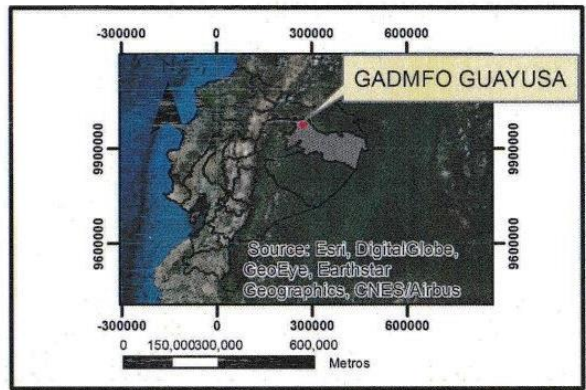 -300000 0 300000 600000
GADMFO GUAYUSA
9900000 9900000
9600000 9600000
Source: Esri, DigitalGlobe,
GeoEye, Earthstar
Geographics, CNES/Airbus
-300000 0 300000 600000
0 150,000300,000 600,000
Metros